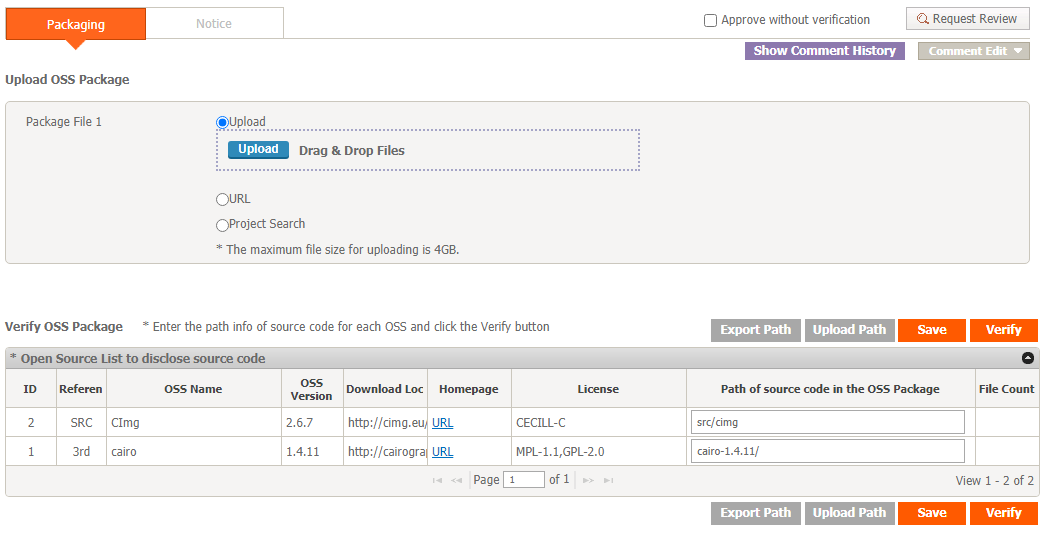 Packaging
Notice
Approve without verification
Request Review
Show Comment History
Comment Edit
Upload OSS Package
Package File 1
Upload
Upload
Drag & Drop Files
URL
Project Search
* The maximum file size for uploading is 4GB.
Verify OSS Package
* Enter the path info of source code for each OSS and click the Verify button
Export Path
Upload Path
Save
Verify
* Open Source List to disclose source code
ID Referen OSS Name OSS Version Download Loc Homepage License Path of source code in the OSS Package File Count
2 SRC CImg 2.6.7 http://cimg.eu/ URL CECILL-C src/cimg
1 3rd cairo 1.4.11 http://cairogra URL MPL-1.1,GPL-2.0 cairo-1.4.11/
Page 1 of 1
View 1 - 2 of 2
Export Path
Upload Path
Save
Verify